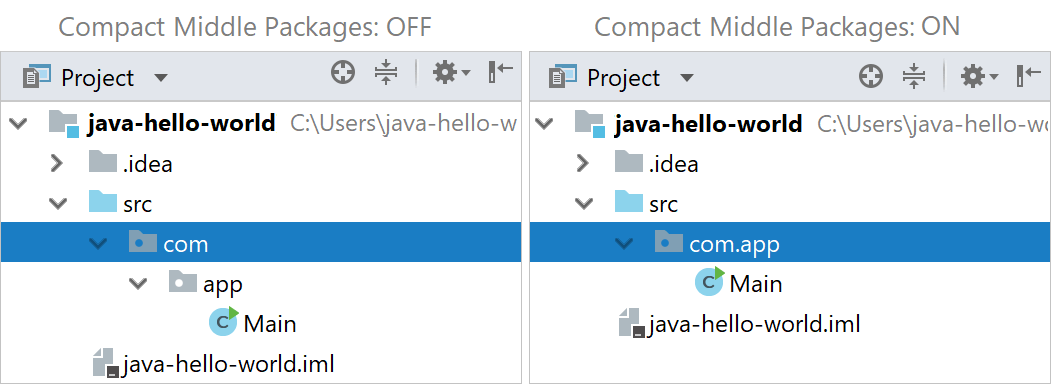 Compact Middle Packages: OFF
Project
java-hello-world C:\Users\java-hello-w
.idea
src
com
app
C Main
java-hello-world.iml
Compact Middle Packages: ON
Project
java-hello-world C:\Users\java-hello-w
.idea
src
com.app
C Main
java-hello-world.iml